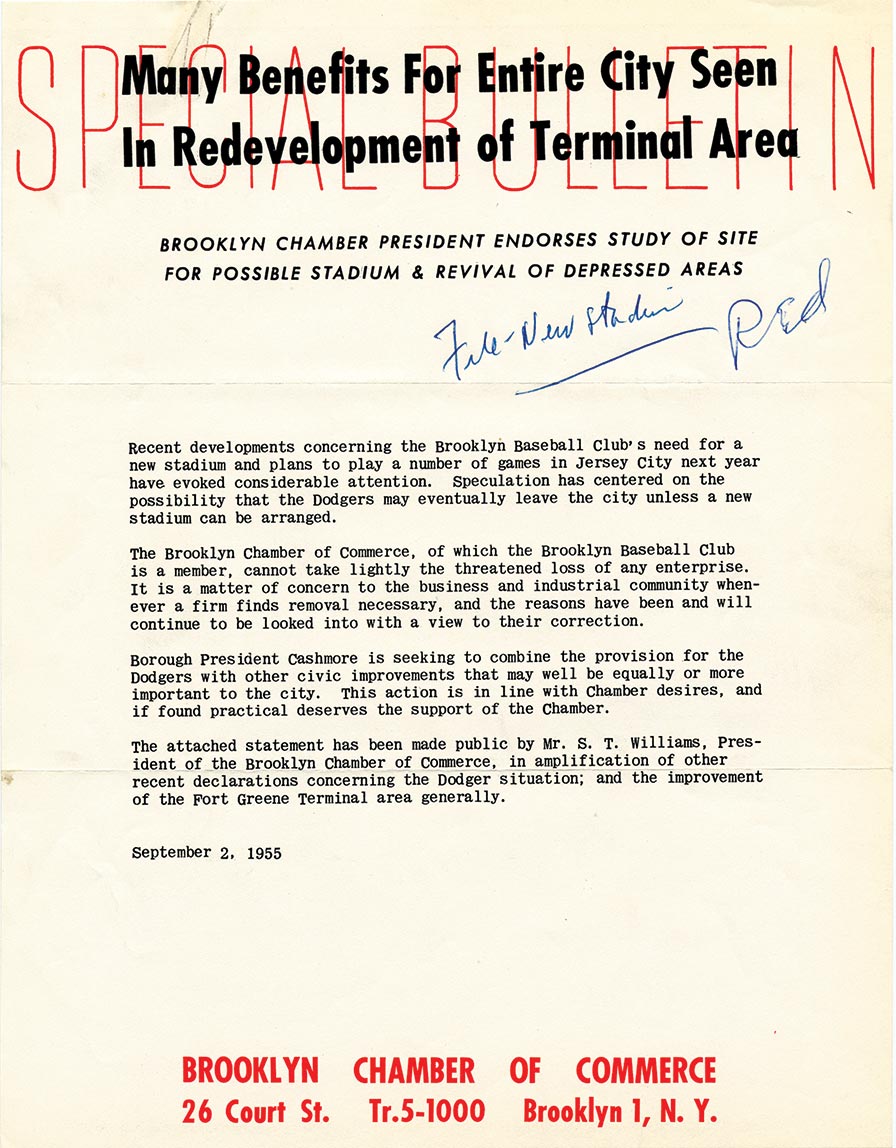 SPECIAL BULLETIN
Many Benefits For Entire City Seen
In Redevelopment of Terminal Area
BROOKLYN CHAMBER PRESIDENT ENDORSES STUDY OF SITE
FOR POSSIBLE STADIUM & REVIVAL OF DEPRESSED AREAS
File - New Stadium
Red
Recent developments concerning the Brooklyn Baseball Club's need for a
new stadium and plans to play a number of games in Jersey City next year
have evoked considerable attention. Speculation has centered on the
possibility that the Dodgers may eventually leave the city unless a new
stadium can be arranged.
The Brooklyn Chamber of Commerce, of which the Brooklyn Baseball Club
is a member, cannot take lightly the threatened loss of any enterprise.
It is a matter of concern to the business and industrial community when-
ever a firm finds removal necessary, and the reasons have been and will
continue to be looked into with a view to their correction.
Borough President Cashmore is seeking to combine the provision for the
Dodgers with other civic improvements that may well be equally or more
important to the city. This action is in line with Chamber desires, and
if found practical deserves the support of the Chamber.
The attached statement has been made public by Mr. S. T. Williams, Pres-
ident of the Brooklyn Chamber of Commerce, in amplification of other
recent declarations concerning the Dodger situation; and the improvement
of the Fort Greene Terminal area generally.
September 2, 1955
BROOKLYN CHAMBER OF COMMERCE
26 Court St. Tr.5-1000 Brooklyn 1, N. Y.